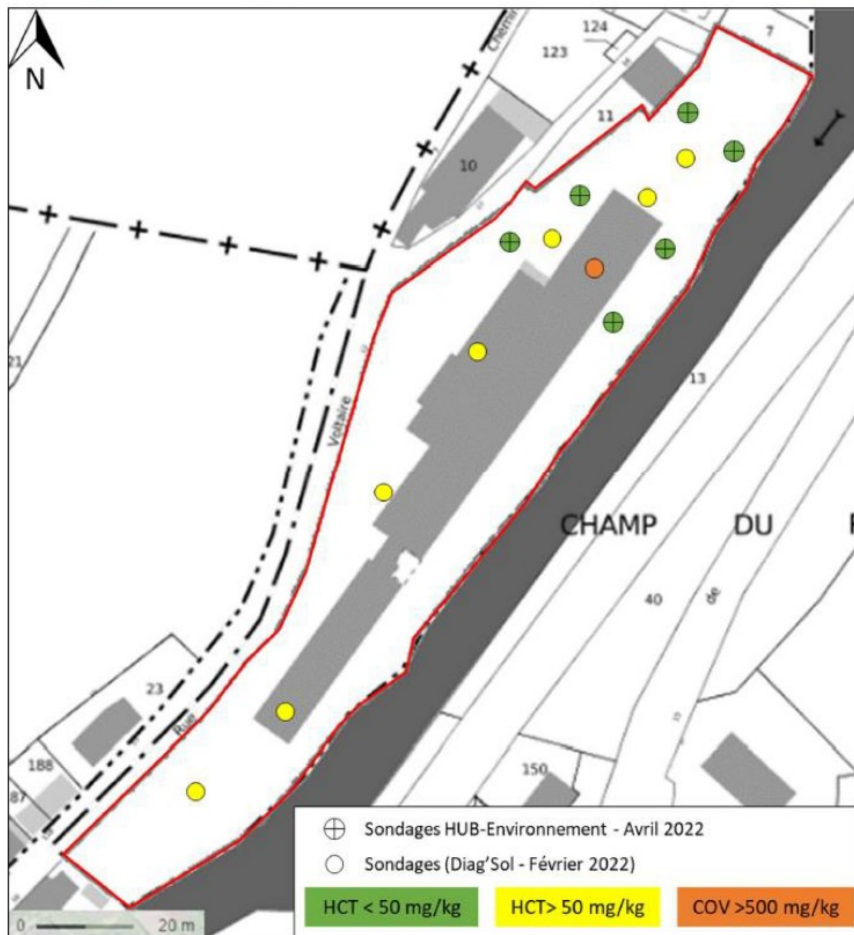 N
Chemin
124
123
7
11
10
21
13
Voltaire
CHAMP DU F
de
40
23
Rue
188
87
150
Sondages HUB-Environnement - Avril 2022
Sondages (Diag'Sol - Février 2022)
HCT < 50 mg/kg
HCT> 50 mg/kg
COV >500 mg/kg
0 20 m